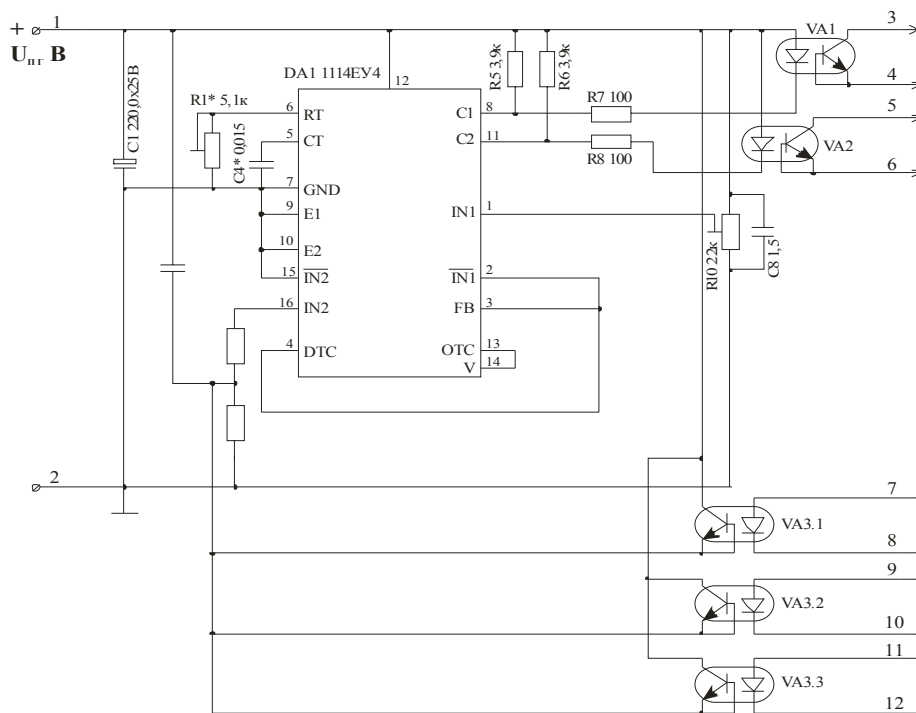 + 1
U п.г. В
C1 220,0x25В
DA1 1114ЕУ4
12
R1* 5,1к
6 RT
5 CT
C4* 0,015
7 GND
9 E1
10 E2
15 IN2
16 IN2
4 DTC
C1 8
C2 11
IN1 1
IN1 2
FB 3
OTC 13
V 14
R5 3,9к
R6 3,9к
R7 100
R8 100
VA1
3
4
5
VA2
6
R10 22к
C8 1,5
2
7
VA3.1
8
9
VA3.2
10
11
VA3.3
12